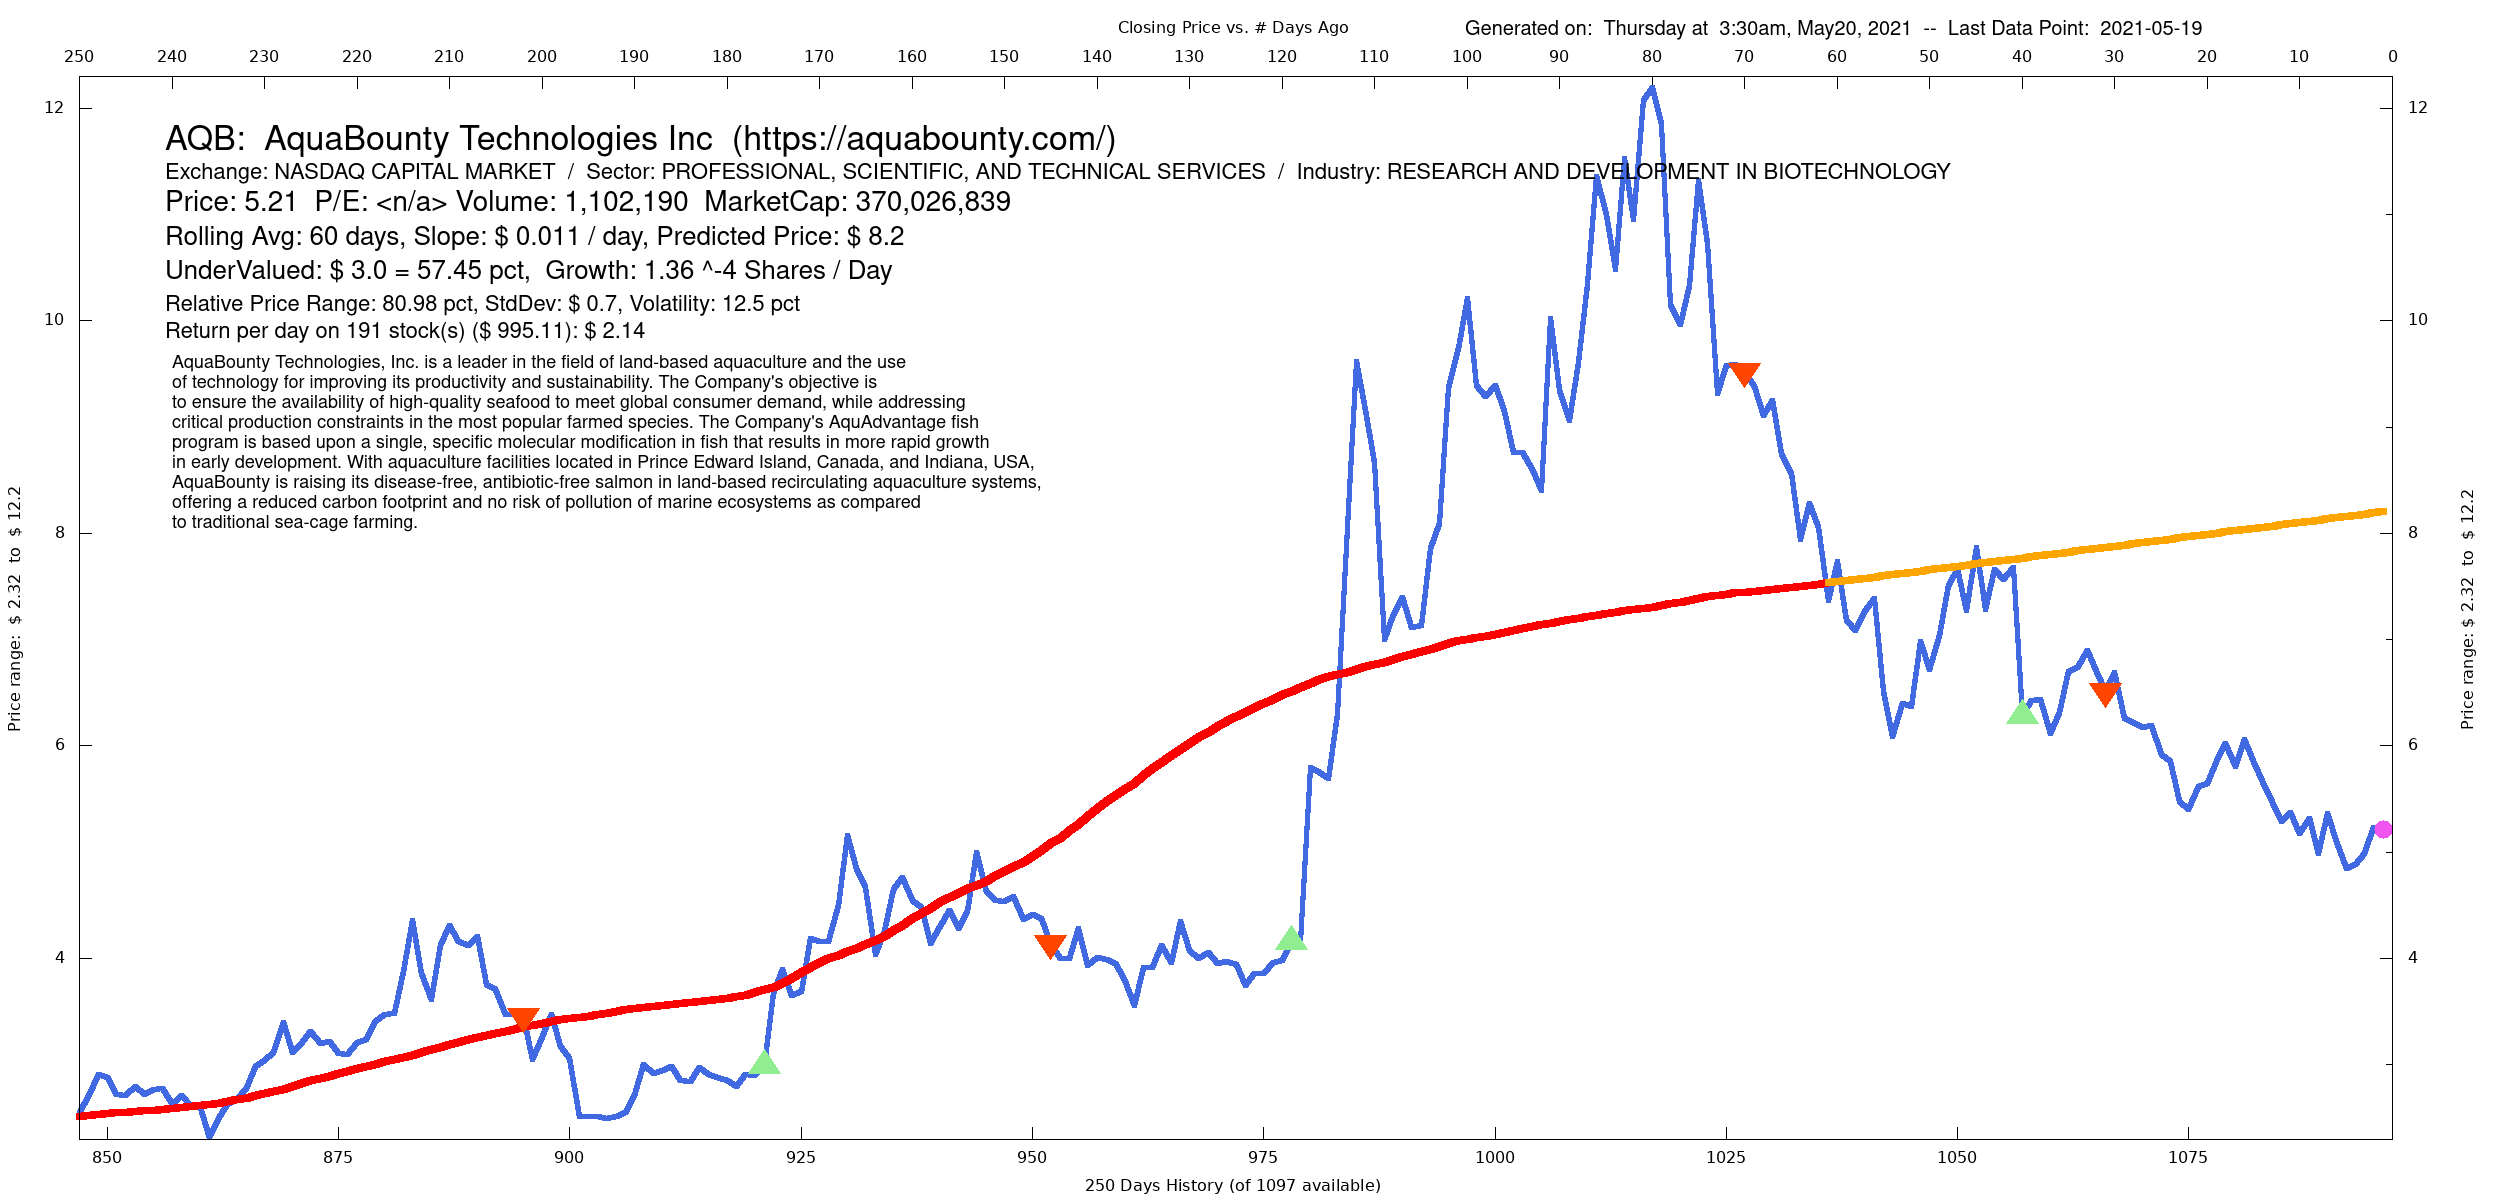 Closing Price vs. # Days Ago
Generated on:  Thursday at  3:30am, May20, 2021  --  Last Data Point:  2021-05-19
250 240 230 220 210 200 190 180 170 160 150 140 130 120 110 100 90 80 70 60 50 40 30 20 10 0
12 12
AQB:  AquaBounty Technologies Inc  (https://aquabounty.com/)
Exchange: NASDAQ CAPITAL MARKET  /  Sector: PROFESSIONAL, SCIENTIFIC, AND TECHNICAL SERVICES  /  Industry: RESEARCH AND DEVELOPMENT IN BIOTECHNOLOGY
Price: 5.21  P/E: <n/a> Volume: 1,102,190  MarketCap: 370,026,839
Rolling Avg: 60 days, Slope: $ 0.011 / day, Predicted Price: $ 8.2
UnderValued: $ 3.0 = 57.45 pct,  Growth: 1.36 ^-4 Shares / Day
Relative Price Range: 80.98 pct, StdDev: $ 0.7, Volatility: 12.5 pct
10 10
Return per day on 191 stock(s) ($ 995.11): $ 2.14
AquaBounty Technologies, Inc. is a leader in the field of land-based aquaculture and the use
of technology for improving its productivity and sustainability. The Company's objective is
to ensure the availability of high-quality seafood to meet global consumer demand, while addressing
critical production constraints in the most popular farmed species. The Company's AquAdvantage fish
program is based upon a single, specific molecular modification in fish that results in more rapid growth
in early development. With aquaculture facilities located in Prince Edward Island, Canada, and Indiana, USA,
AquaBounty is raising its disease-free, antibiotic-free salmon in land-based recirculating aquaculture systems,
offering a reduced carbon footprint and no risk of pollution of marine ecosystems as compared
to traditional sea-cage farming.
8 8
Price range:  $ 2.32  to  $ 12.2
Price range: $ 2.32  to  $ 12.2
6 6
4 4
850 875 900 925 950 975 1000 1025 1050 1075
250 Days History (of 1097 available)